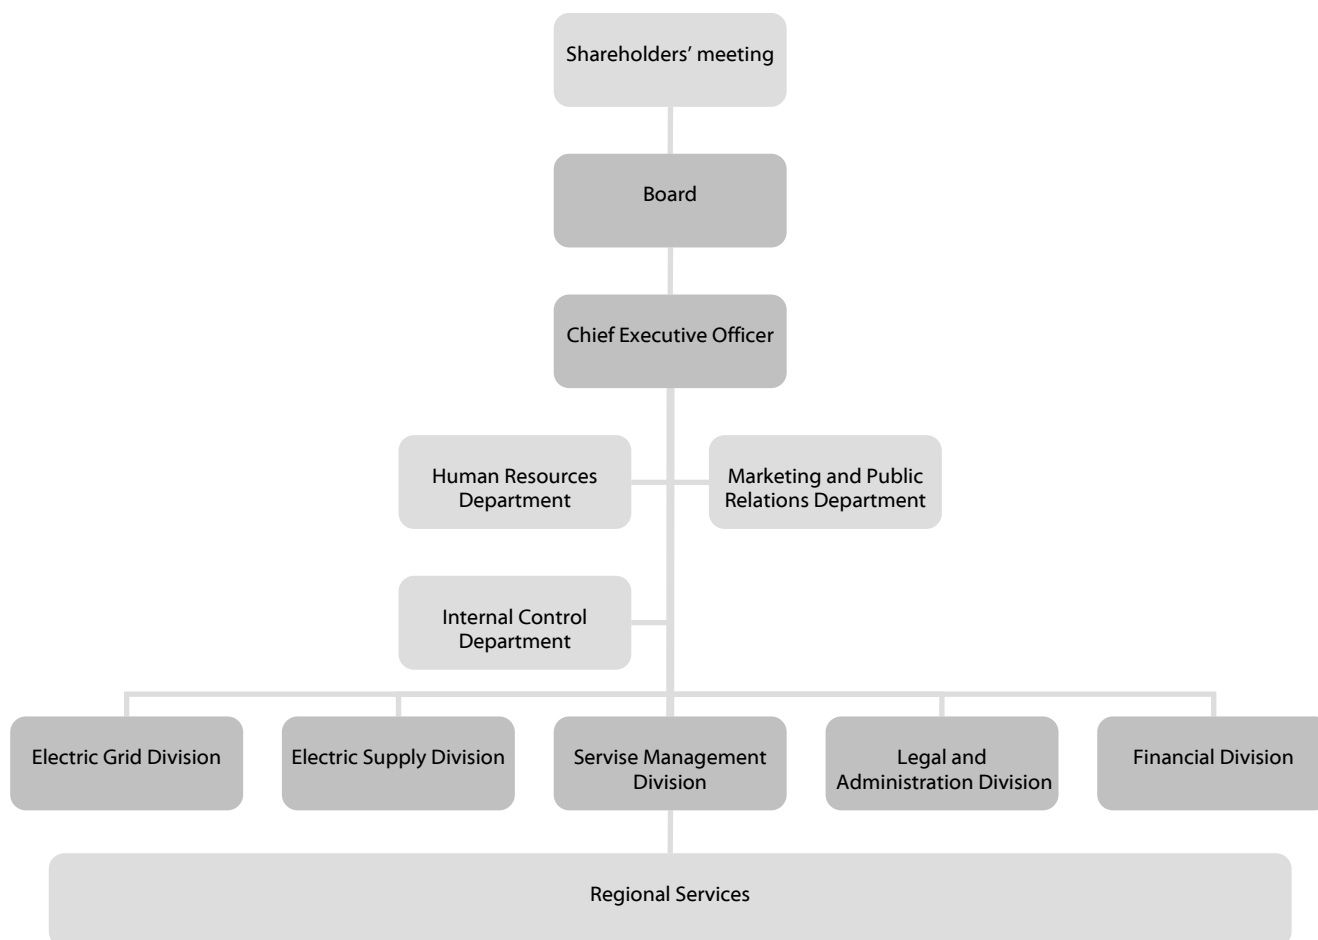 Shareholders’ meeting
Board
Chief Executive Officer
Human Resources
Department
Marketing and Public
Relations Department
Internal Control
Department
Electric Grid Division
Electric Supply Division
Servise Management
Division
Legal and
Administration Division
Financial Division
Regional Services